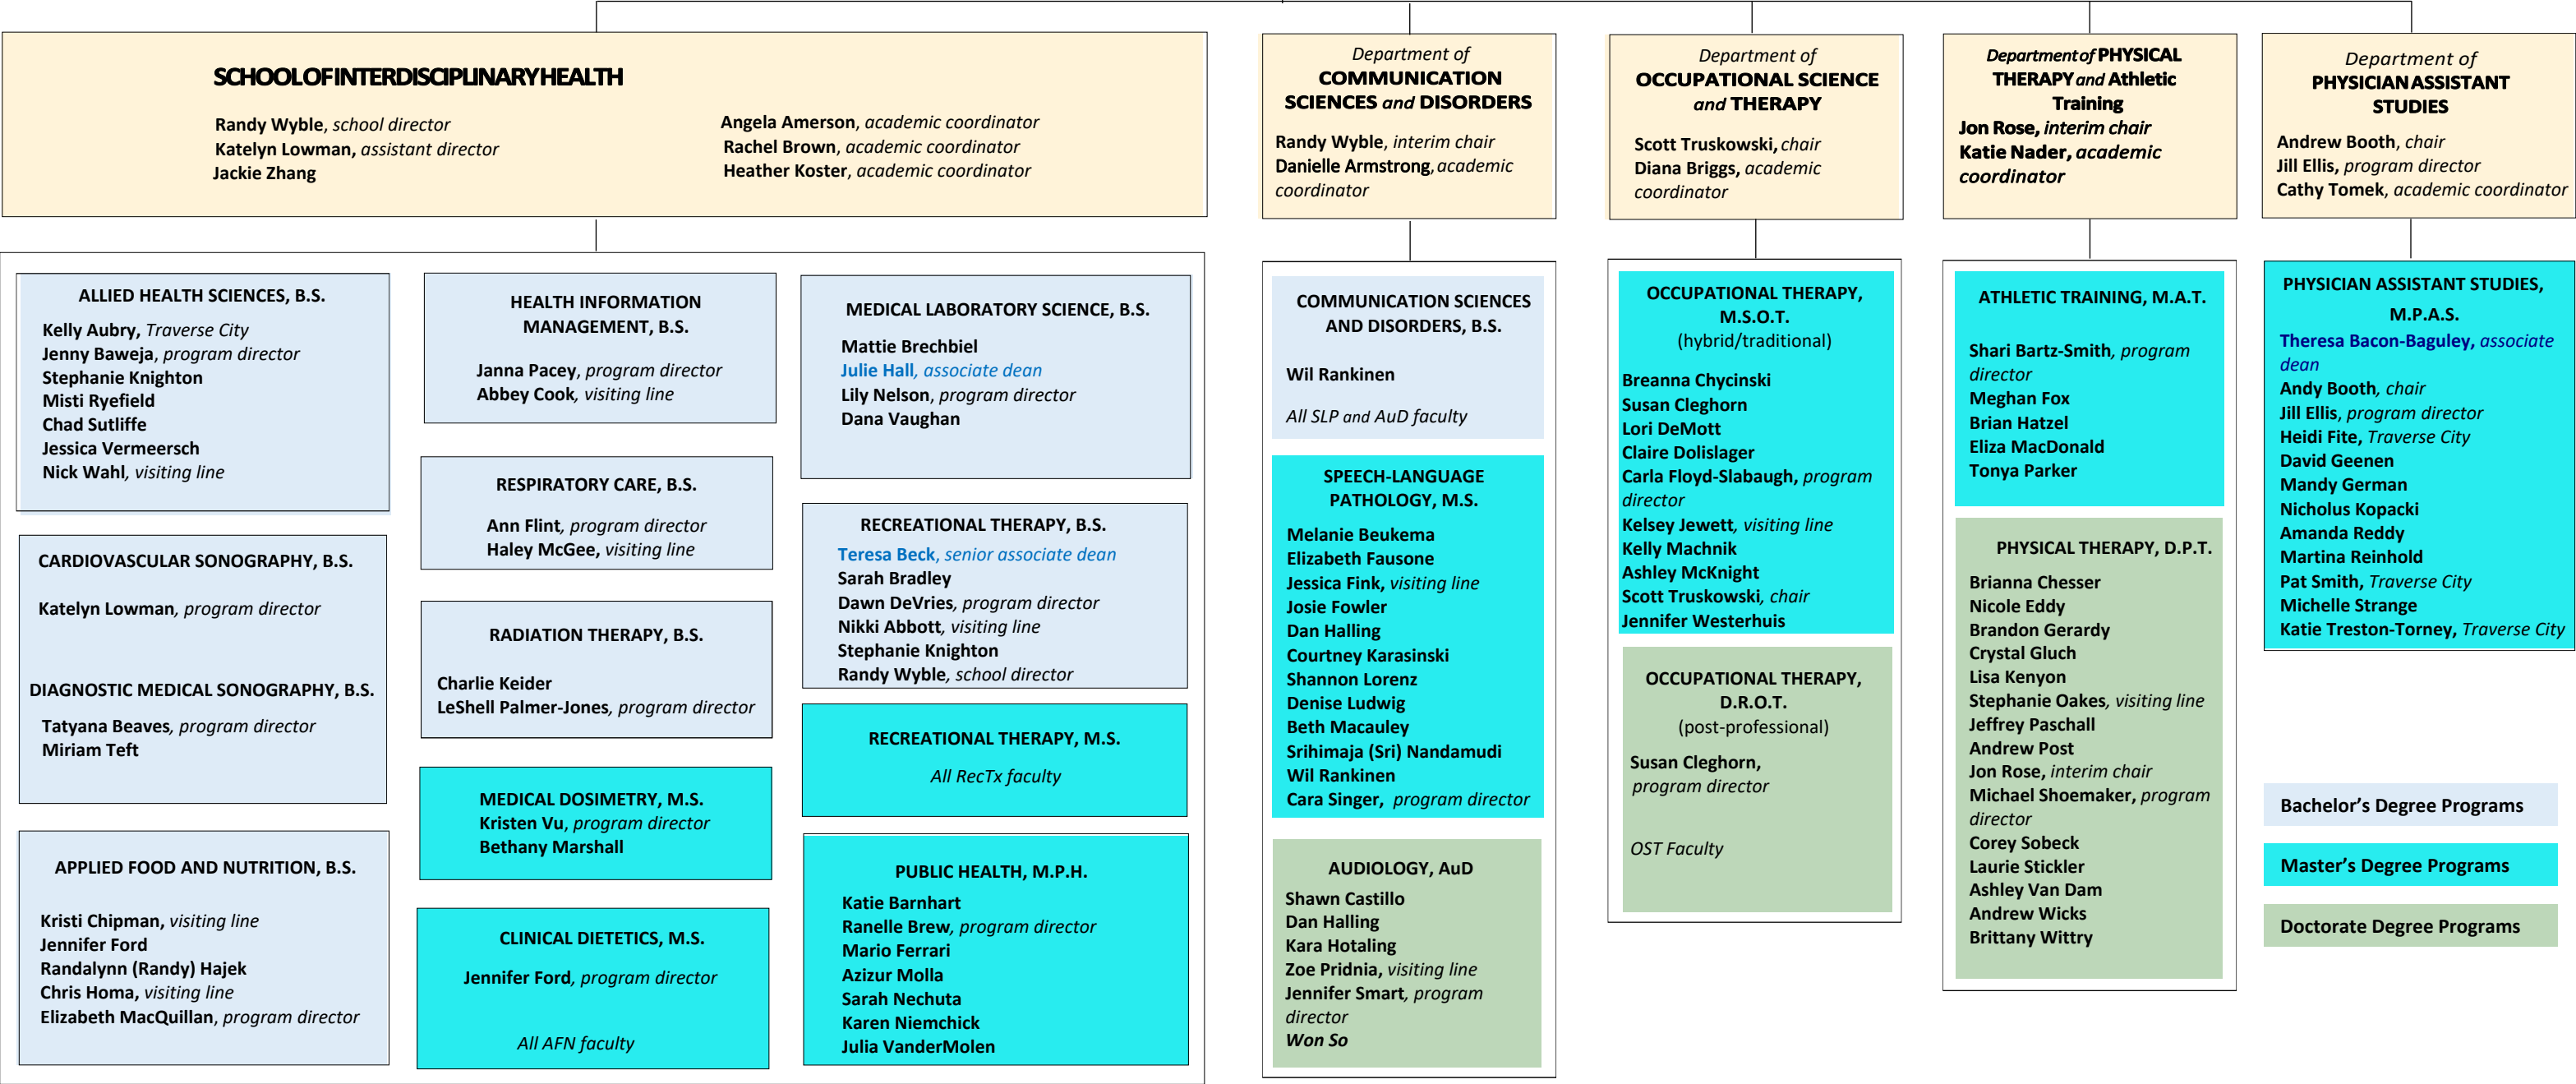 SCHOOL OF INTERDISCIPLINARY HEALTH
Randy Wyble, school director
Katelyn Lowman, assistant director
Jackie Zhang
Angela Amerson, academic coordinator
Rachel Brown, academic coordinator
Heather Koster, academic coordinator
Department of
COMMUNICATION
SCIENCES and DISORDERS
Randy Wyble, interim chair
Danielle Armstrong, academic
coordinator
Department of
OCCUPATIONAL SCIENCE
and THERAPY
Scott Truskowski, chair
Diana Briggs, academic
coordinator
Department of PHYSICAL
THERAPY and Athletic
Training
Jon Rose, interim chair
Katie Nader, academic
coordinator
Department of
PHYSICIAN ASSISTANT
STUDIES
Andrew Booth, chair
Jill Ellis, program director
Cathy Tomek, academic coordinator
ALLIED HEALTH SCIENCES, B.S.
Kelly Aubry, Traverse City
Jenny Baweja, program director
Stephanie Knighton
Misti Ryefield
Chad Sutliffe
Jessica Vermeersch
Nick Wahl, visiting line
CARDIOVASCULAR SONOGRAPHY, B.S.
Katelyn Lowman, program director
DIAGNOSTIC MEDICAL SONOGRAPHY, B.S.
Tatyana Beaves, program director
Miriam Teft
APPLIED FOOD AND NUTRITION, B.S.
Kristi Chipman, visiting line
Jennifer Ford
Randalynn (Randy) Hajek
Chris Homa, visiting line
Elizabeth MacQuillan, program director
HEALTH INFORMATION
MANAGEMENT, B.S.
Janna Pacey, program director
Abbey Cook, visiting line
RESPIRATORY CARE, B.S.
Ann Flint, program director
Haley McGee, visiting line
RADIATION THERAPY, B.S.
Charlie Keider
LeShell Palmer-Jones, program director
MEDICAL DOSIMETRY, M.S.
Kristen Vu, program director
Bethany Marshall
CLINICAL DIETETICS, M.S.
Jennifer Ford, program director
All AFN faculty
MEDICAL LABORATORY SCIENCE, B.S.
Mattie Brechbiel
Julie Hall, associate dean
Lily Nelson, program director
Dana Vaughan
RECREATIONAL THERAPY, B.S.
Teresa Beck, senior associate dean
Sarah Bradley
Dawn DeVries, program director
Nikki Abbott, visiting line
Stephanie Knighton
Randy Wyble, school director
RECREATIONAL THERAPY, M.S.
All RecTx faculty
PUBLIC HEALTH, M.P.H.
Katie Barnhart
Ranelle Brew, program director
Mario Ferrari
Azizur Molla
Sarah Nechuta
Karen Niemchick
Julia VanderMolen
COMMUNICATION SCIENCES
AND DISORDERS, B.S.
Wil Rankinen
All SLP and AuD faculty
SPEECH-LANGUAGE
PATHOLOGY, M.S.
Melanie Beukema
Elizabeth Fausone
Jessica Fink, visiting line
Josie Fowler
Dan Halling
Courtney Karasinski
Shannon Lorenz
Denise Ludwig
Beth Macauley
Srihimaja (Sri) Nandamudi
Wil Rankinen
Cara Singer, program director
AUDIOLOGY, AuD
Shawn Castillo
Dan Halling
Kara Hotaling
Zoe Pridnia, visiting line
Jennifer Smart, program
director
Won So
OCCUPATIONAL THERAPY,
M.S.O.T.
(hybrid/traditional)
Breanna Chycinski
Susan Cleghorn
Lori DeMott
Claire Dolislager
Carla Floyd-Slabaugh, program
director
Kelsey Jewett, visiting line
Kelly Machnik
Ashley McKnight
Scott Truskowski, chair
Jennifer Westerhuis
OCCUPATIONAL THERAPY,
D.R.O.T.
(post-professional)
Susan Cleghorn,
program director
OST Faculty
ATHLETIC TRAINING, M.A.T.
Shari Bartz-Smith, program
director
Meghan Fox
Brian Hatzel
Eliza MacDonald
Tonya Parker
PHYSICAL THERAPY, D.P.T.
Brianna Chesser
Nicole Eddy
Brandon Gerardy
Crystal Gluch
Lisa Kenyon
Stephanie Oakes, visiting line
Jeffrey Paschall
Andrew Post
Jon Rose, interim chair
Michael Shoemaker, program
director
Corey Sobeck
Laurie Stickler
Ashley Van Dam
Andrew Wicks
Brittany Wittry
PHYSICIAN ASSISTANT STUDIES,
M.P.A.S.
Theresa Bacon-Baguley, associate
dean
Andy Booth, chair
Jill Ellis, program director
Heidi Fite, Traverse City
David Geenen
Mandy German
Nicholus Kopacki
Amanda Reddy
Martina Reinhold
Pat Smith, Traverse City
Michelle Strange
Katie Treston-Torney, Traverse City
Bachelor's Degree Programs
Master's Degree Programs
Doctorate Degree Programs